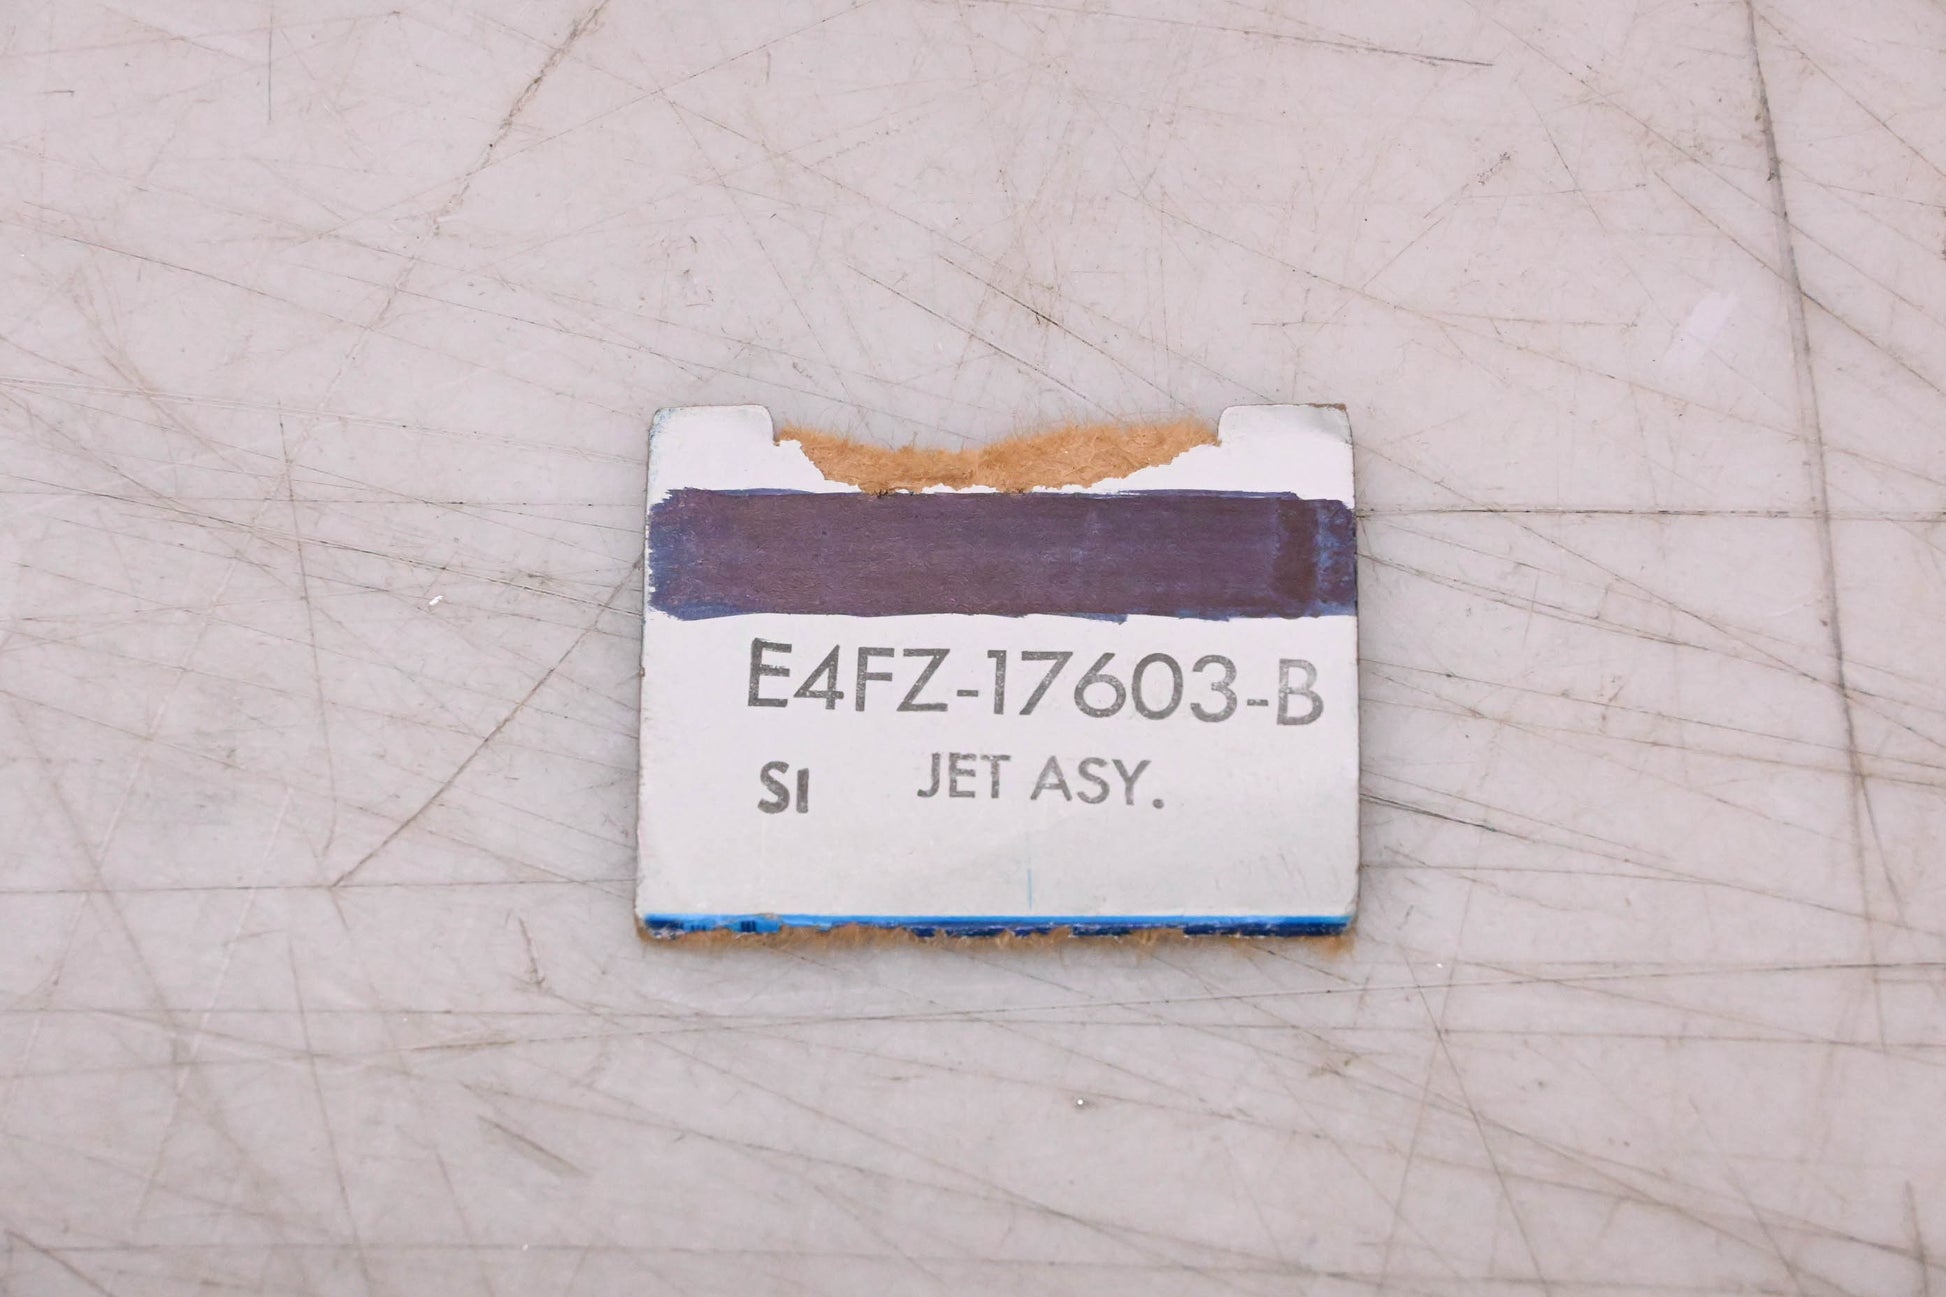 E4FZ-17603-B
SI JET ASY.